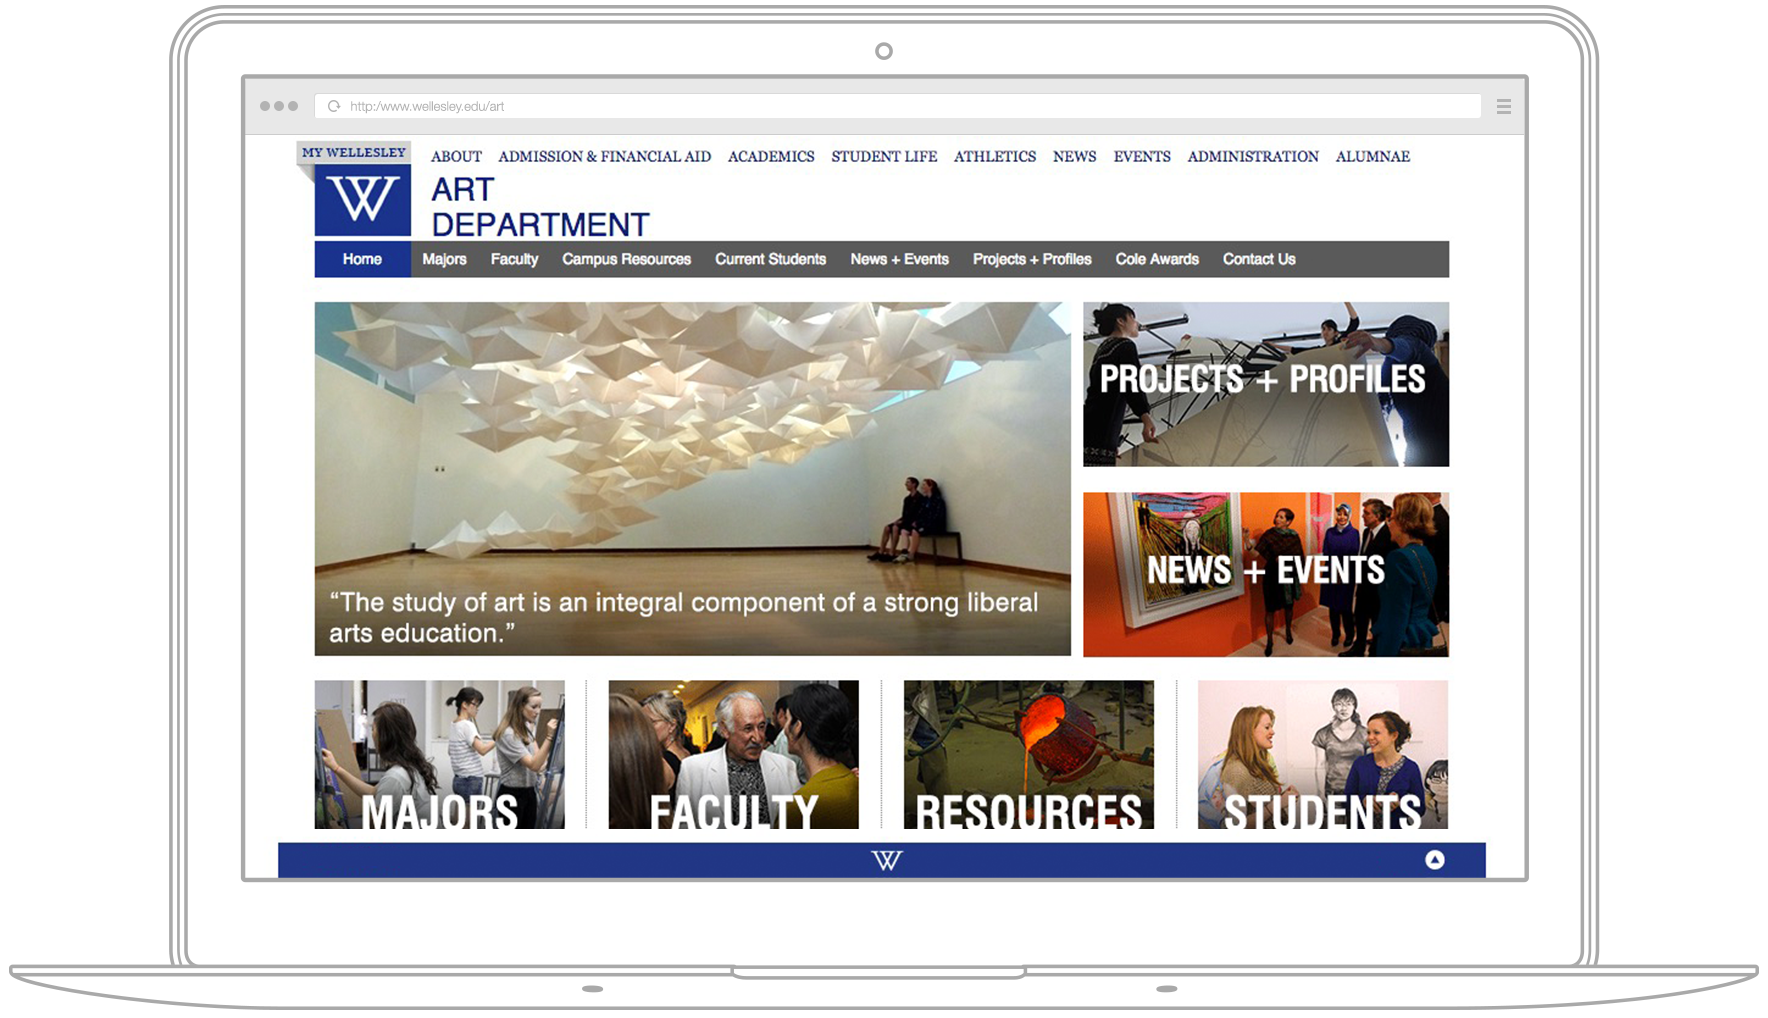 http:/www.wellesley.edu/art
MY WELLESLEY
ABOUT ADMISSION & FINANCIAL AID ACADEMICS STUDENT LIFE ATHLETICS NEWS EVENTS ADMINISTRATION ALUMNAE
W
ART
DEPARTMENT
Home Majors Faculty Campus Resources Current Students News + Events Projects + Profiles Cole Awards Contact Us
PROJECTS + PROFILES
NEWS + EVENTS
“The study of art is an integral component of a strong liberal
arts education.”
MAJORS FACULTY RESOURCES STUDENTS
W